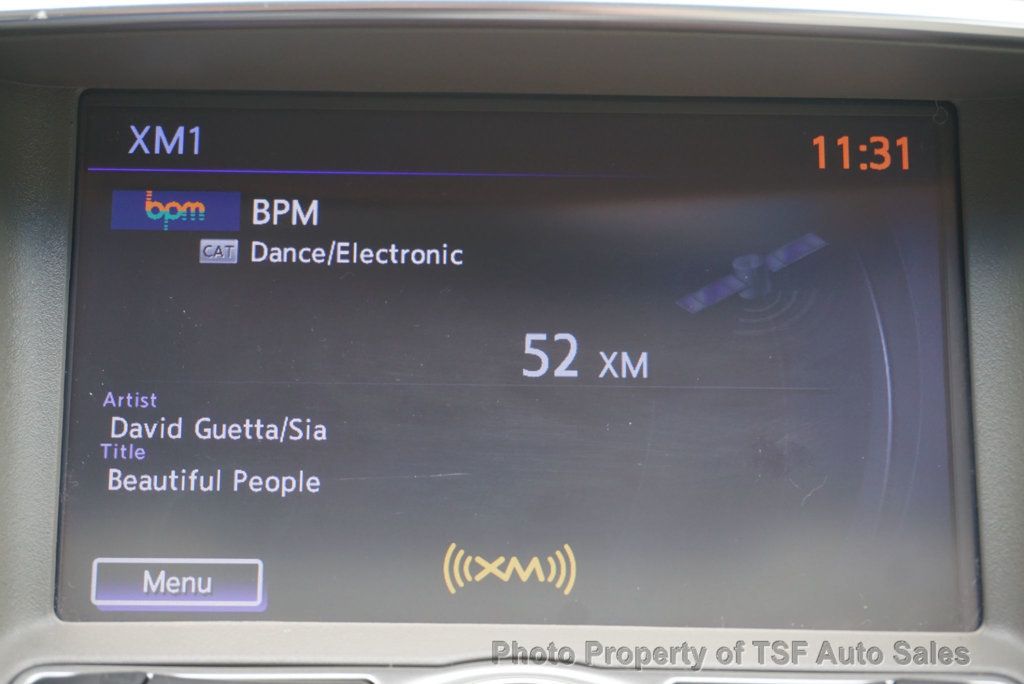 XM1
11:31
bpm BPM
CAT Dance/Electronic
52 XM
Artist
David Guetta/Sia
Title
Beautiful People
Menu
((XM))
Photo Property of TSF Auto Sales